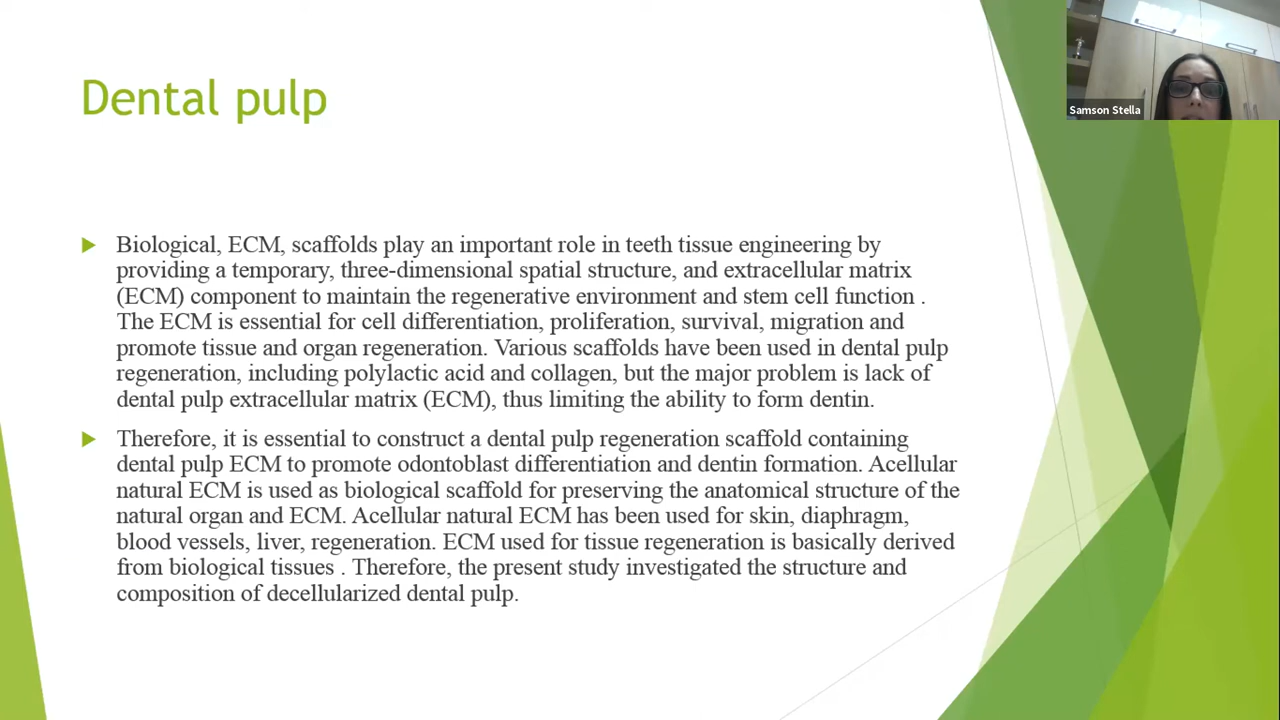 Dental pulp
Samson Stella
Biological, ECM, scaffolds play an important role in teeth tissue engineering by
providing a temporary, three-dimensional spatial structure, and extracellular matrix
(ECM) component to maintain the regenerative environment and stem cell function .
The ECM is essential for cell differentiation, proliferation, survival, migration and
promote tissue and organ regeneration. Various scaffolds have been used in dental pulp
regeneration, including polylactic acid and collagen, but the major problem is lack of
dental pulp extracellular matrix (ECM), thus limiting the ability to form dentin.
Therefore, it is essential to construct a dental pulp regeneration scaffold containing
dental pulp ECM to promote odontoblast differentiation and dentin formation. Acellular
natural ECM is used as biological scaffold for preserving the anatomical structure of the
natural organ and ECM. Acellular natural ECM has been used for skin, diaphragm,
blood vessels, liver, regeneration. ECM used for tissue regeneration is basically derived
from biological tissues . Therefore, the present study investigated the structure and
composition of decellularized dental pulp.